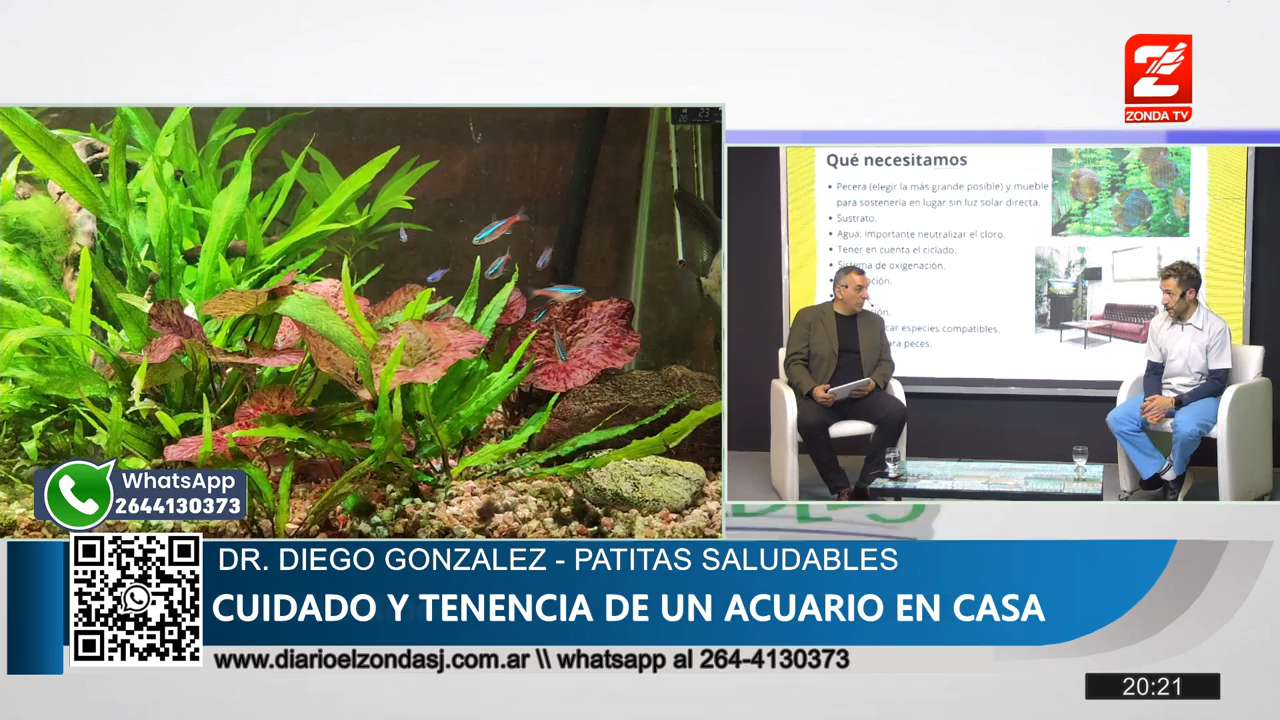 ZONDA TV
Qué necesitamos
• Pecera (elegir la más grande posible) y mueble
para sostenerla en lugar sin luz solar directa.
• Sustrato.
• Agua: importante neutralizar el cloro.
• Tener en cuenta el ciclado.
• Sistema de oxigenación.
car especies compatibles.
ara peces.
WhatsApp
2644130373
DR. DIEGO GONZALEZ - PATITAS SALUDABLES
CUIDADO Y TENENCIA DE UN ACUARIO EN CASA
www.diarioelzondasj.com.ar \\ whatsapp al 264-4130373
20:21